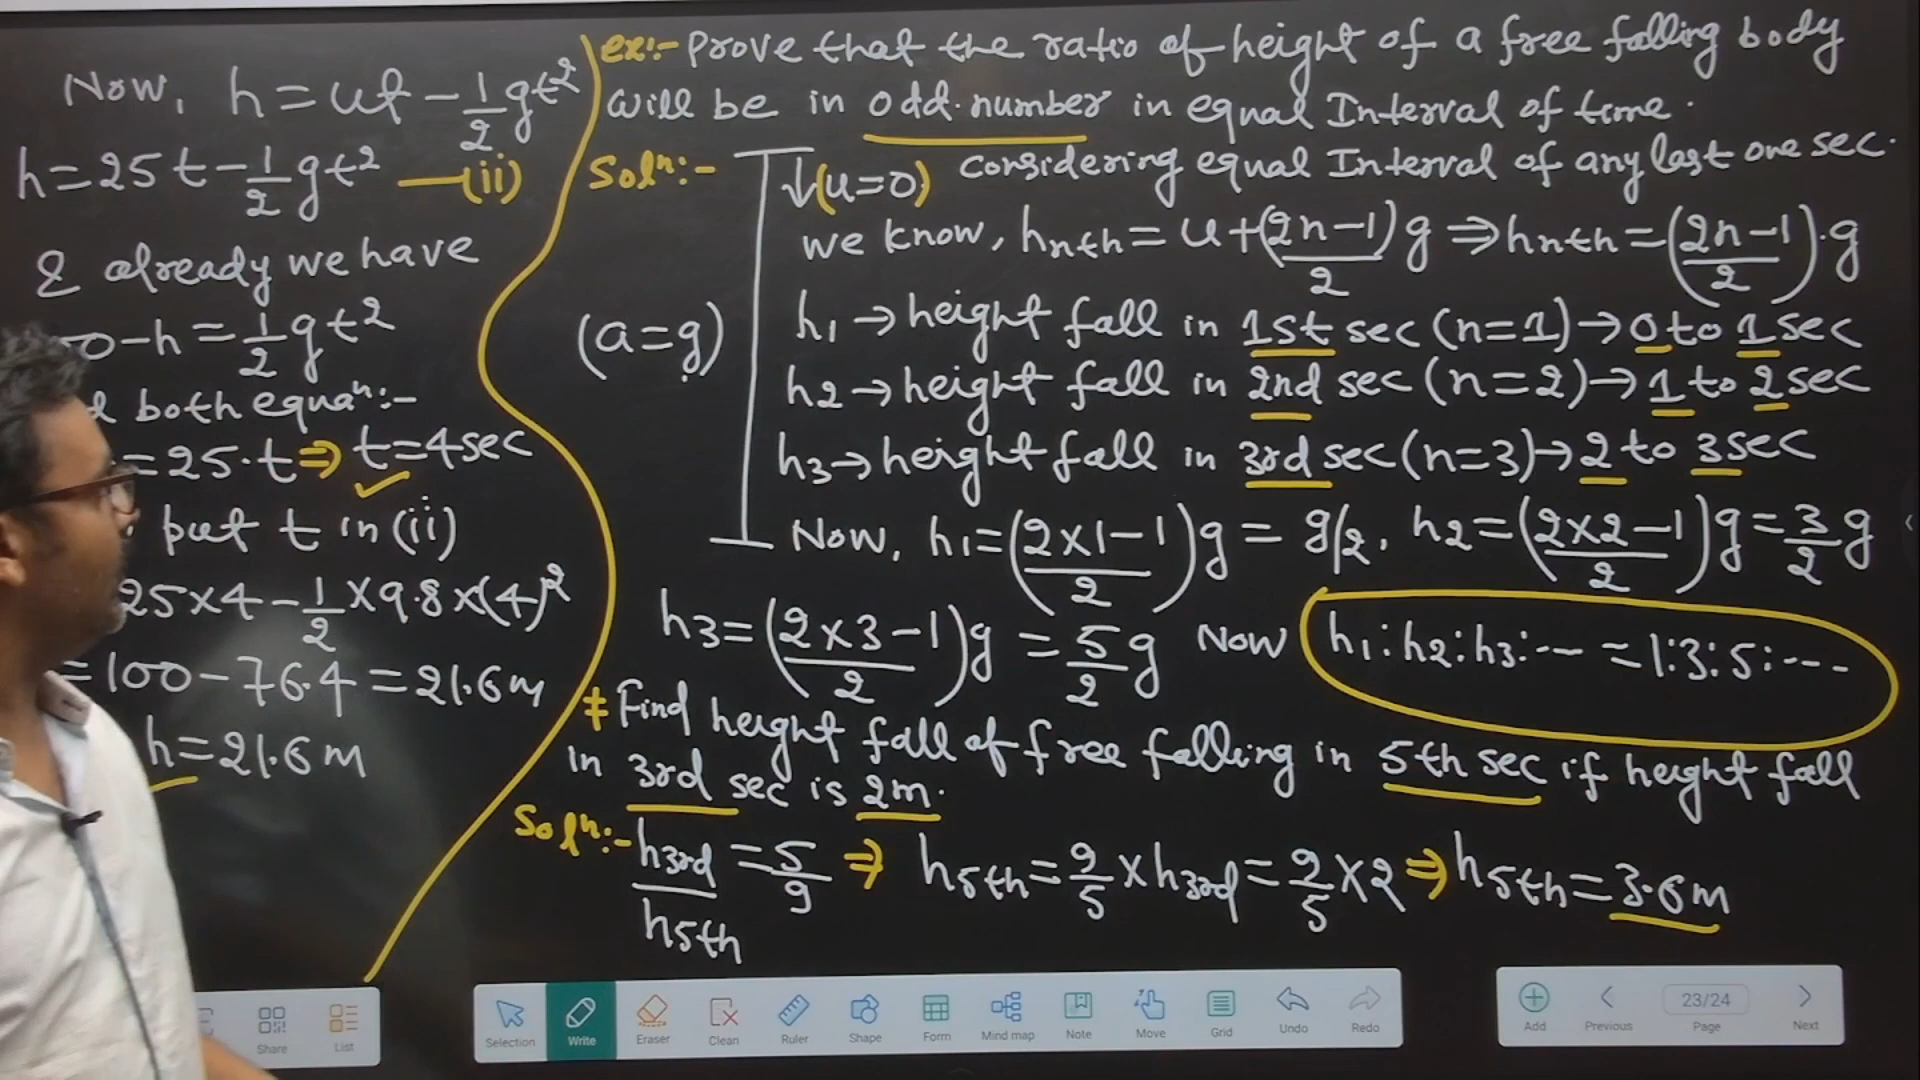 Now, h = ut - 1/2 gt²
h = 25t - 1/2 gt² —(ii)
& already we have
00-h = 1/2 gt²
both equaⁿ:-
= 25·t ⇒ t = 4sec
put t in (ii)
25×4 - 1/2 ×9.8×(4)²
= 100 - 76.4 = 21.6m
h = 21.6m
ex:- prove that the ratio of height of a free falling body
will be in odd number in equal Interval of time.
Solⁿ:- ↓(u=0) considering equal Interval of any last one sec.
we know, hnth = u+(2n-1)/2 g ⇒ hnth = ((2n-1)/2)·g
(a=g)
h1 → height fall in 1st sec (n=1) → 0 to 1sec
h2 → height fall in 2nd sec (n=2) → 1 to 2sec
h3 → height fall in 3rd sec (n=3) → 2 to 3sec
Now, h1 = ((2×1-1)/2)g = g/2, h2 = ((2×2-1)/2)g = 3/2 g
h3 = ((2×3-1)/2)g = 5/2 g Now h1:h2:h3:--- = 1:3:5:---
‡ Find height fall of free falling in 5th sec if height fall
in 3rd sec is 2m.
Solⁿ:- h3rd/h5th = 5/9 ⇒ h5th = 9/5 × h3rd = 9/5 × 2 ⇒ h5th = 3.6m
Share List
Selection Write Eraser Clean Ruler Shape Form Mind map Note Move Grid Undo Redo
Add Previous 23/24 Page Next